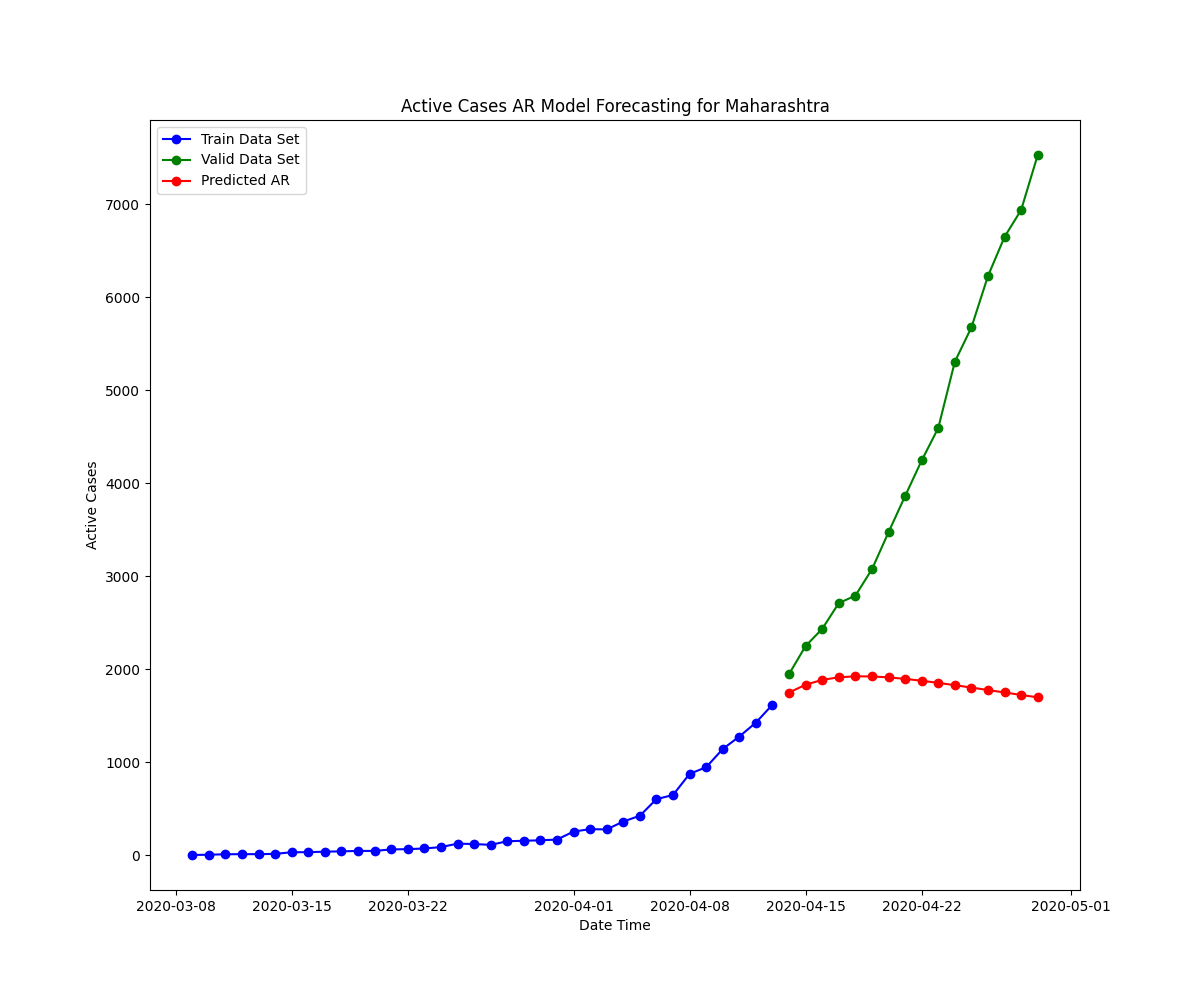 Active Cases AR Model Forecasting for Maharashtra
Train Data Set
Valid Data Set
Predicted AR
7000
6000
5000
4000
3000
2000
1000
0
Active Cases
2020-03-08 2020-03-15 2020-03-22 2020-04-01 2020-04-08 2020-04-15 2020-04-22 2020-05-01
Date Time